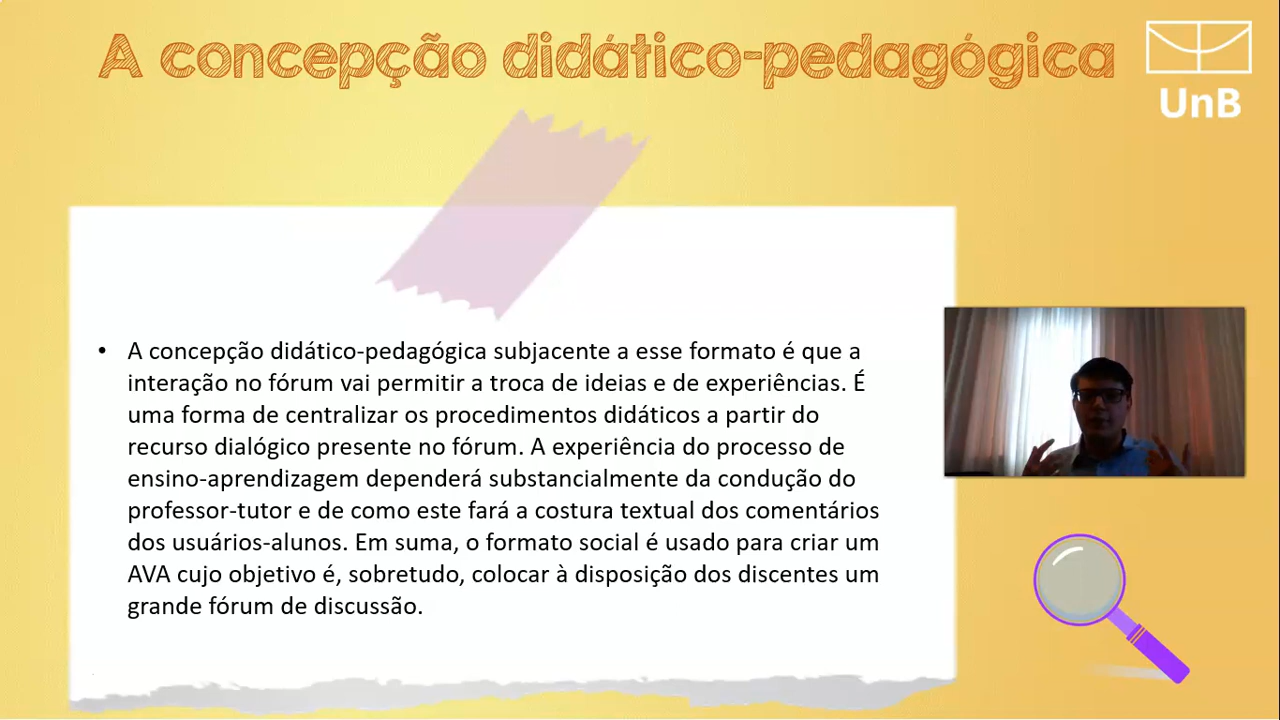 A concepção didático-pedagógica
UnB
• A concepção didático-pedagógica subjacente a esse formato é que a
interação no fórum vai permitir a troca de ideias e de experiências. É
uma forma de centralizar os procedimentos didáticos a partir do
recurso dialógico presente no fórum. A experiência do processo de
ensino-aprendizagem dependerá substancialmente da condução do
professor-tutor e de como este fará a costura textual dos comentários
dos usuários-alunos. Em suma, o formato social é usado para criar um
AVA cujo objetivo é, sobretudo, colocar à disposição dos discentes um
grande fórum de discussão.